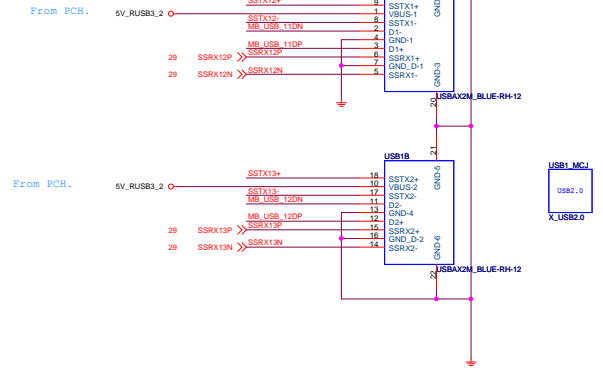 SSTX12+ 9 SSTX1+
From PCH. 5V_RUSB3_2 1 VBUS-1
SSTX12- 8 SSTX1-
MB_USB_11DN 2 D1-
4 GND-1
MB_USB_11DP 3 D1+
29 SSRX12P SSRX12P 6 SSRX1+
7 GND_D-1
29 SSRX12N SSRX12N 5 SSRX1-
GND-3
20
USBAX2M_BLUE-RH-12
21
USB1B
USB1_MCJ
GND-5
SSTX13+ 18 SSTX2+
From PCH. 5V_RUSB3_2 10 VBUS-2
USB2.0
SSTX13- 17 SSTX2-
MB_USB_12DN 11 D2-
13 GND-4
MB_USB_12DP 12 D2+
X_USB2.0
29 SSRX13P SSRX13P 15 SSRX2+
16 GND_D-2
29 SSRX13N SSRX13N 14 SSRX2-
GND-6
22
USBAX2M_BLUE-RH-12